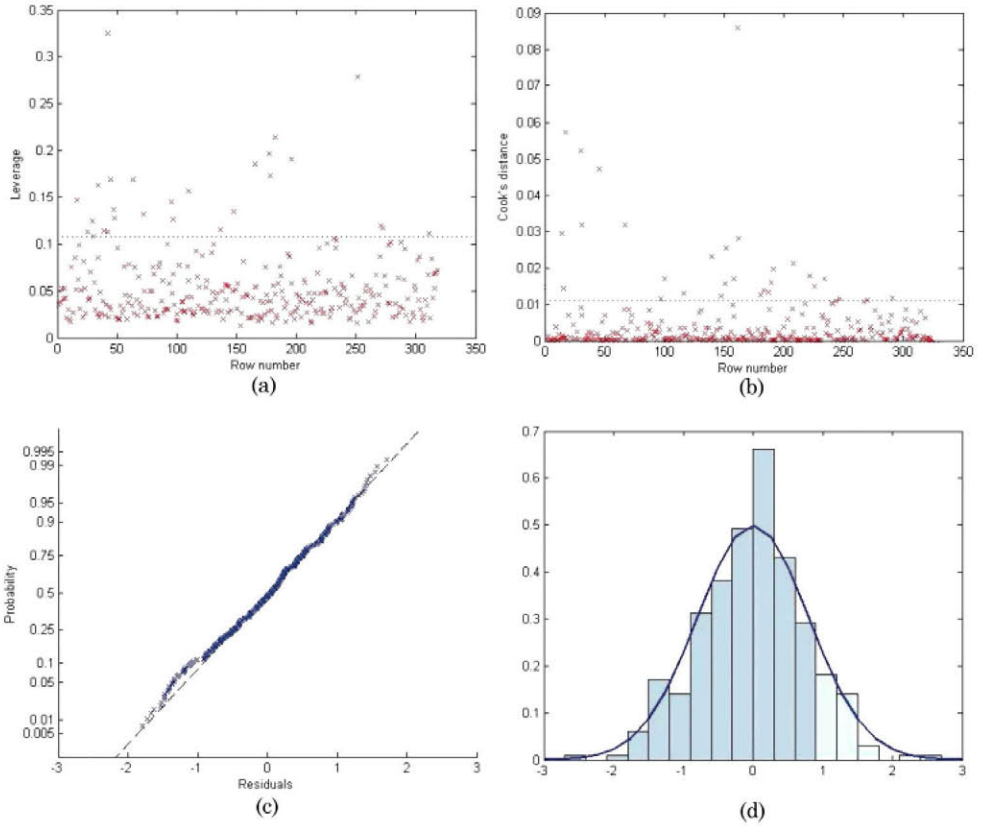 0.35
0.3
0.25
0.2
0.15
0.1
0.05
0
Leverage
0 50 100 150 200 250 300 350
Row number
(a)
0.09
0.08
0.07
0.06
0.05
0.04
0.03
0.02
0.01
0
Cook's distance
0 50 100 150 200 250 300 350
Row number
(b)
0.995
0.99
0.95
0.9
0.75
0.5
0.25
0.1
0.05
0.01
0.005
Probability
-3 -2 -1 0 1 2 3
Residuals
(c)
0.7
0.6
0.5
0.4
0.3
0.2
0.1
0
-3 -2 -1 0 1 2 3
(d)